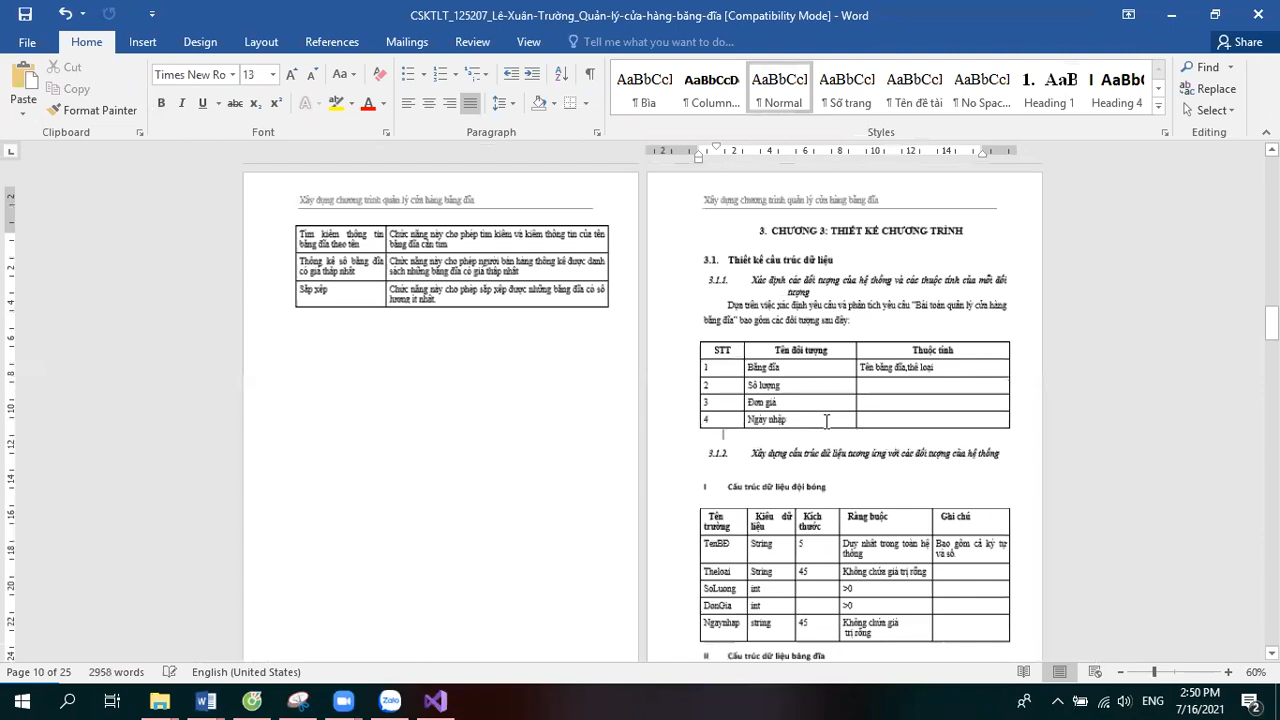 CSKTLT_125207_Lê-Xuân-Trường_Quản-lý-cửa-hàng-băng-đĩa [Compatibility Mode] - Word
File Home Insert Design Layout References Mailings Review View Tell me what you want to do... Share
Paste
Cut
Copy
Format Painter
Clipboard
Times New Ro 13
Font
Paragraph
AaBbCcI AaBbCcD AaBbCcI AaBbCcI AaBbCcI AaBbCcI 1. AaB AaBbC
¶ Bìa ¶ Column... ¶ Normal ¶ Số trang ¶ Tên đề tài ¶ No Spac... Heading 1 Heading 4
Styles
Find
Replace
Select
Editing
2 2 4 6 8 10 12 14
Xây dựng chương trình quản lý cửa hàng băng đĩa
Tìm kiếm thông tin băng đĩa theo tên
Chức năng này cho phép tìm kiếm và kiểm thông tin của tên băng đĩa cần tìm
Thống kê số băng đĩa có giá thấp nhất
Chức năng này cho phép người bán hàng thống kê được danh sách những băng đĩa có giá thấp nhất
Sắp xếp
Chức năng này cho phép sắp xếp được những băng đĩa có số lượng ít nhất.
Xây dựng chương trình quản lý cửa hàng băng đĩa
3. CHƯƠNG 3: THIẾT KẾ CHƯƠNG TRÌNH
3.1. Thiết kế cấu trúc dữ liệu
3.1.1. Xác định các đối tượng của hệ thống và các thuộc tính của mỗi đối
tượng
Dựa trên việc xác định yêu cầu và phân tích yêu cầu "Bài toán quản lý cửa hàng
băng đĩa" bao gồm các đối tượng sau đây:
STT Tên đối tượng Thuộc tính
1 Băng đĩa Tên băng đĩa,thể loại
2 Số lượng
3 Đơn giá
4 Ngày nhập
3.1.2. Xây dựng cấu trúc dữ liệu tương ứng với các đối tượng của hệ thống
I Cấu trúc dữ liệu đội bóng
Tên trường Kiểu dữ liệu Kích thước Ràng buộc Ghi chú
TenBĐ String 5 Duy nhất trong toàn hệ thống Bao gồm cả ký tự và số.
Theloai String 45 Không chứa giá trị rỗng
SoLuong int >0
DonGia int >0
Ngaynhap string 45 Không chứa giá trị rỗng
II Cấu trúc dữ liệu băng đĩa
Page 10 of 25 2958 words English (United States) 60%
Zalo
ENG
2:50 PM
7/16/2021
2